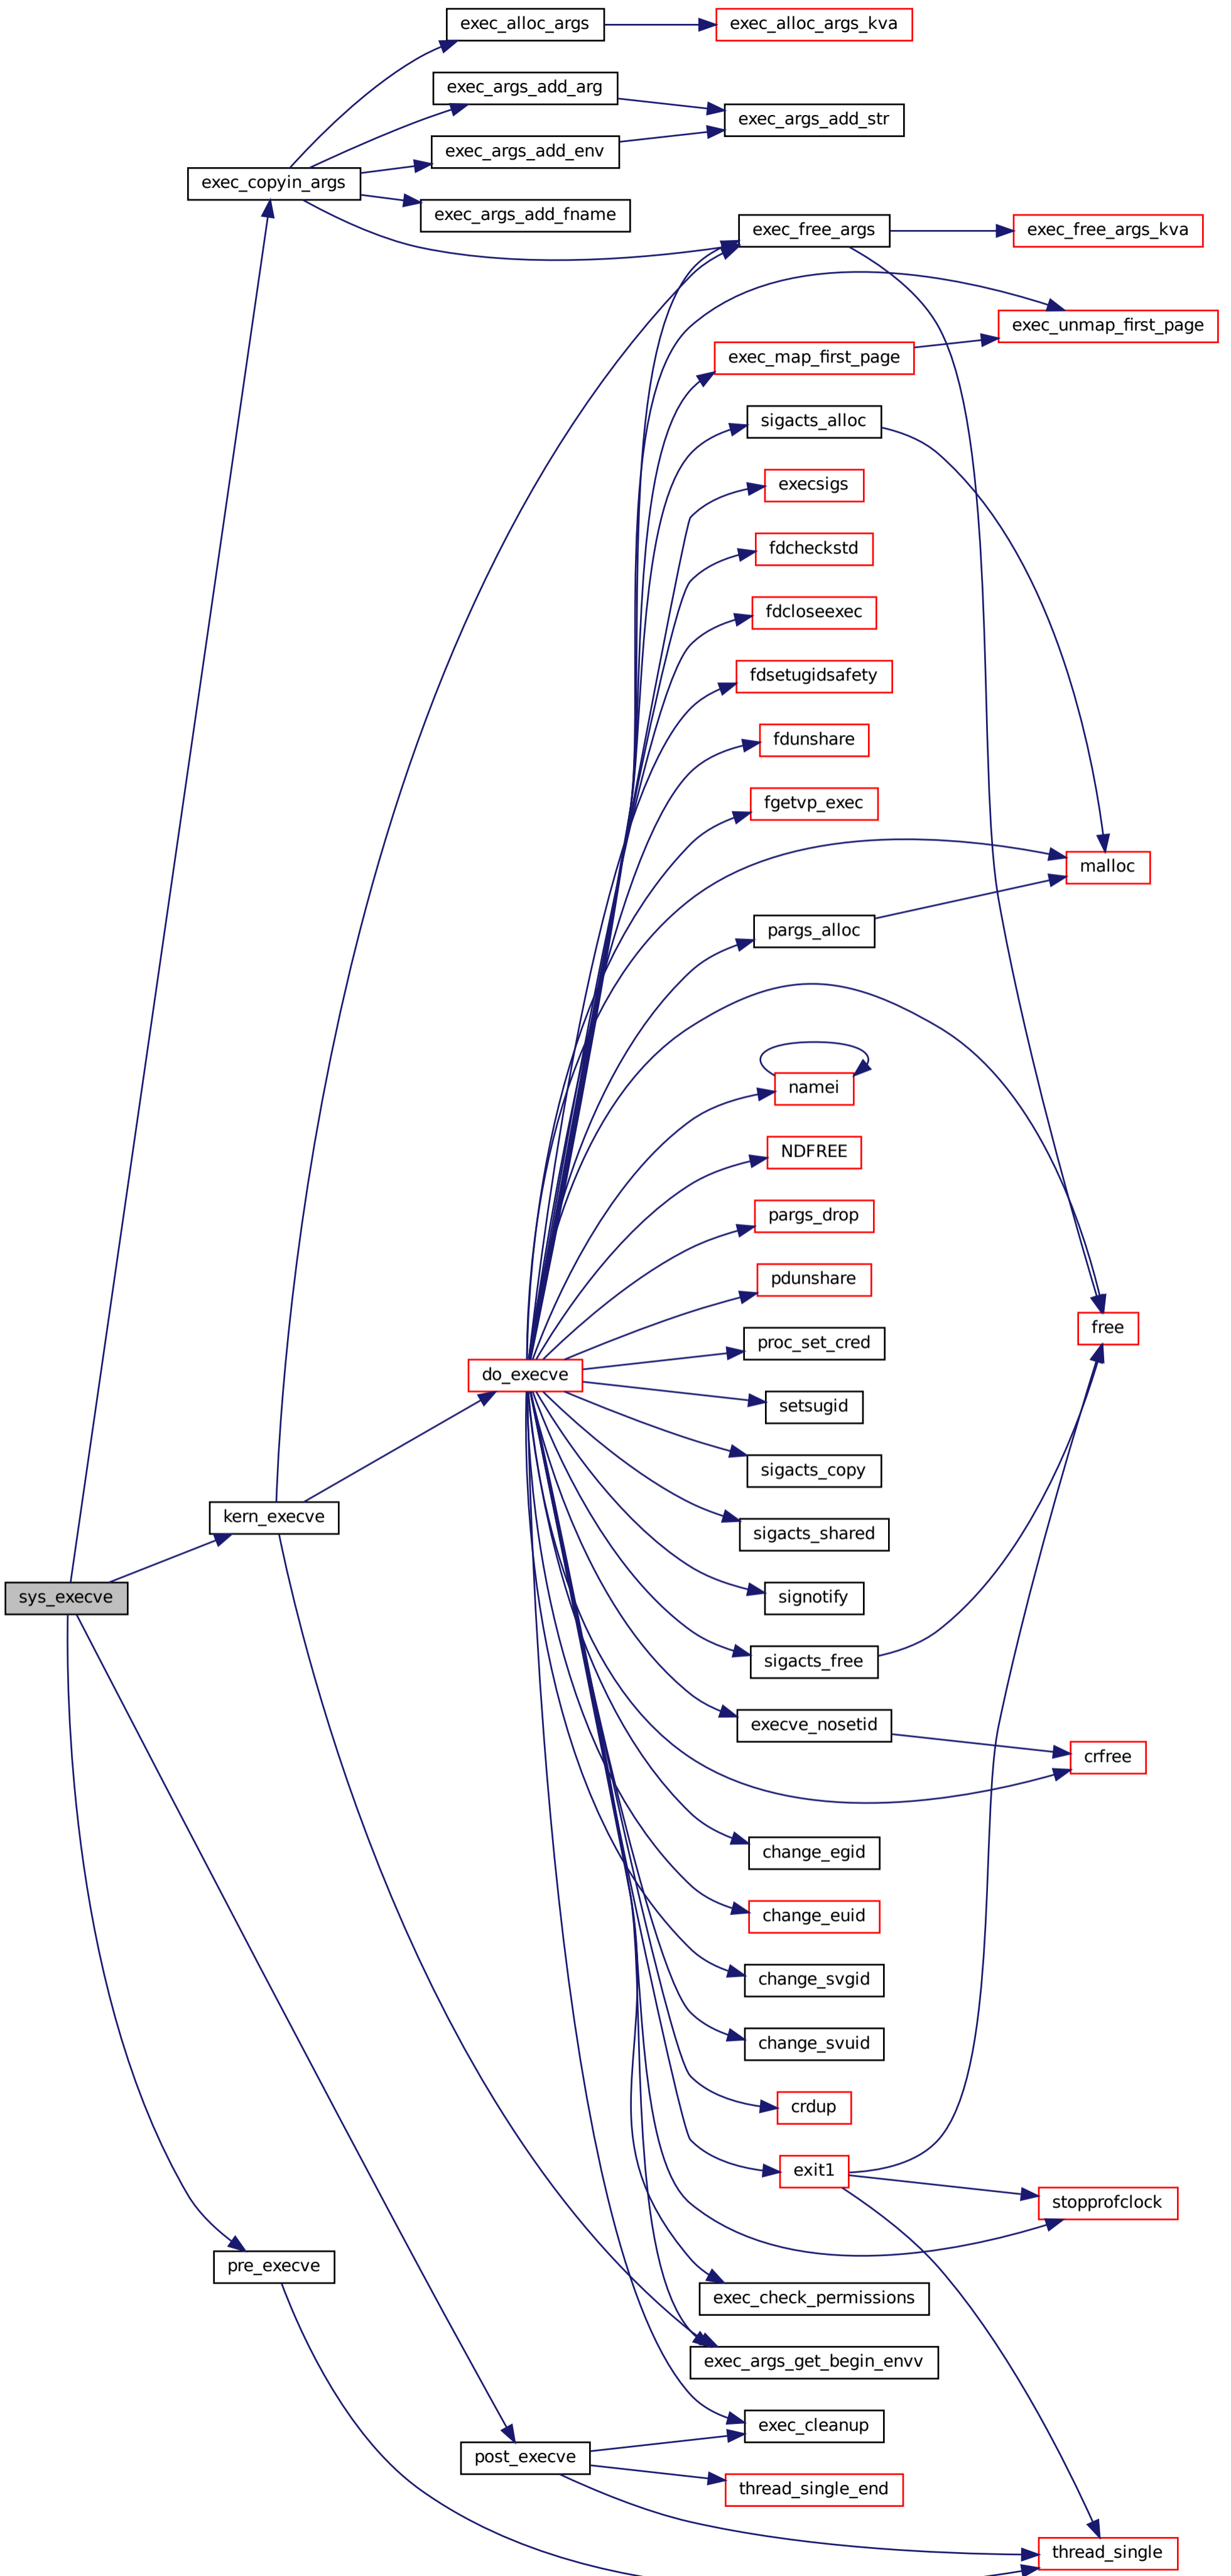 exec_alloc_args
exec_alloc_args_kva
exec_args_add_arg
exec_args_add_str
exec_args_add_env
exec_copyin_args
exec_args_add_fname
exec_free_args
exec_free_args_kva
exec_unmap_first_page
exec_map_first_page
sigacts_alloc
execsigs
fdcheckstd
fdcloseexec
fdsetugidsafety
fdunshare
fgetvp_exec
malloc
pargs_alloc
namei
NDFREE
pargs_drop
pdunshare
free
proc_set_cred
do_execve
setsugid
sigacts_copy
kern_execve
sigacts_shared
sys_execve
signotify
sigacts_free
execve_nosetid
crfree
change_egid
change_euid
change_svgid
change_svuid
crdup
exit1
stopprofclock
pre_execve
exec_check_permissions
exec_args_get_begin_envv
exec_cleanup
post_execve
thread_single_end
thread_single